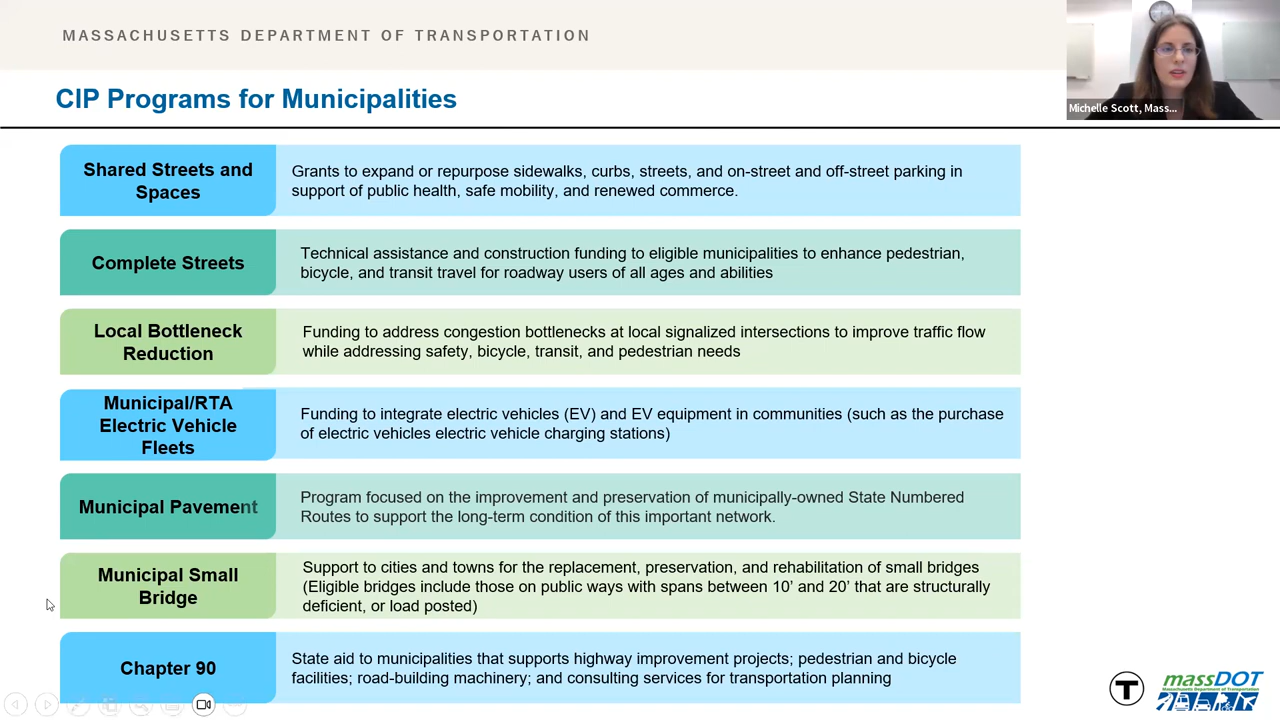 MASSACHUSETTS DEPARTMENT OF TRANSPORTATION
CIP Programs for Municipalities
Michelle Scott, Mass...
Shared Streets and
Spaces
Grants to expand or repurpose sidewalks, curbs, streets, and on-street and off-street parking in
support of public health, safe mobility, and renewed commerce.
Complete Streets
Technical assistance and construction funding to eligible municipalities to enhance pedestrian,
bicycle, and transit travel for roadway users of all ages and abilities
Local Bottleneck
Reduction
Funding to address congestion bottlenecks at local signalized intersections to improve traffic flow
while addressing safety, bicycle, transit, and pedestrian needs
Municipal/RTA
Electric Vehicle
Fleets
Funding to integrate electric vehicles (EV) and EV equipment in communities (such as the purchase
of electric vehicles electric vehicle charging stations)
Municipal Pavement
Program focused on the improvement and preservation of municipally-owned State Numbered
Routes to support the long-term condition of this important network.
Municipal Small
Bridge
Support to cities and towns for the replacement, preservation, and rehabilitation of small bridges
(Eligible bridges include those on public ways with spans between 10’ and 20’ that are structurally
deficient, or load posted)
Chapter 90
State aid to municipalities that supports highway improvement projects; pedestrian and bicycle
facilities; road-building machinery; and consulting services for transportation planning
T
massDOT
Massachusetts Department of Transportation